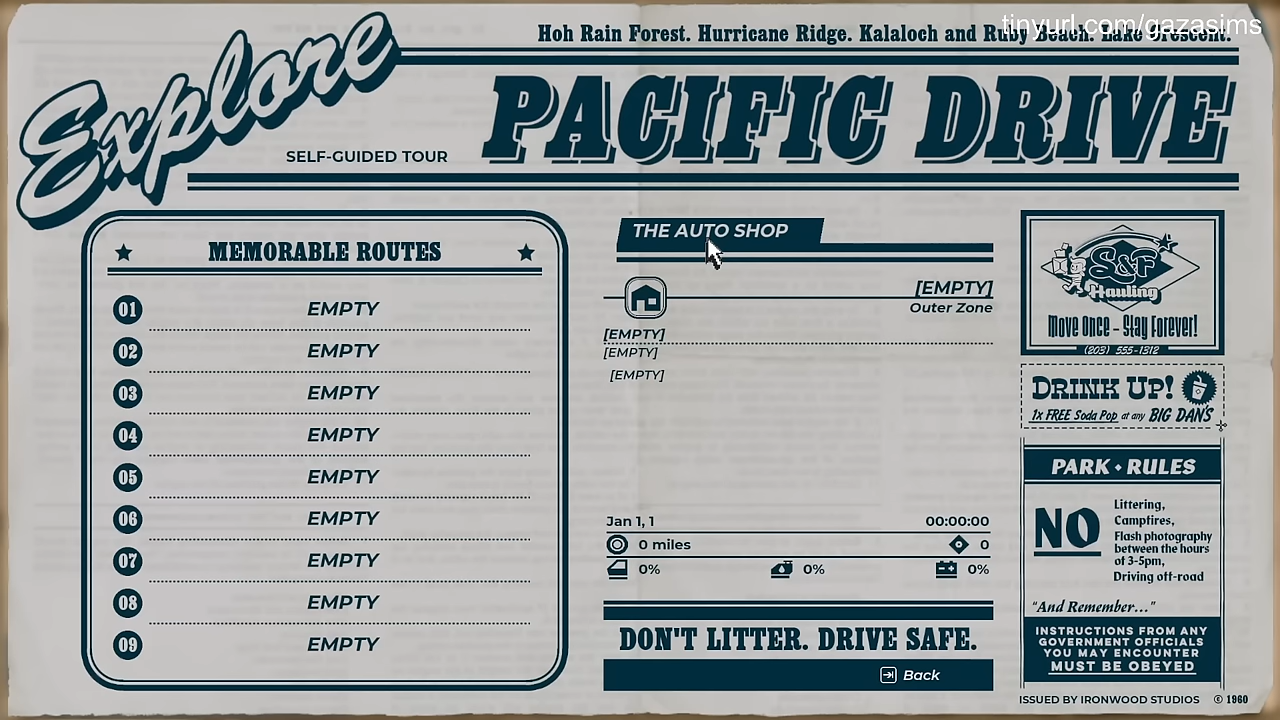 tinyurl.com/gazasims
Hoh Rain Forest. Hurricane Ridge. Kalaloch and Ruby Beach. Lake Crescent.
Explore
PACIFIC DRIVE
SELF-GUIDED TOUR
MEMORABLE ROUTES
01 EMPTY
02 EMPTY
03 EMPTY
04 EMPTY
05 EMPTY
06 EMPTY
07 EMPTY
08 EMPTY
09 EMPTY
THE AUTO SHOP
[EMPTY]
Outer Zone
[EMPTY]
[EMPTY]
[EMPTY]
Jan 1, 1 00:00:00
0 miles 0
0% 0% 0%
DON'T LITTER. DRIVE SAFE.
Back
S&F
Hauling
Move Once - Stay Forever!
(203) 555-1312
DRINK UP!
1x FREE Soda Pop at any BIG DAN'S
PARK • RULES
NO
Littering,
Campfires,
Flash photography
between the hours
of 3-5pm,
Driving off-road
"And Remember..."
INSTRUCTIONS FROM ANY
GOVERNMENT OFFICIALS
YOU MAY ENCOUNTER
MUST BE OBEYED
ISSUED BY IRONWOOD STUDIOS © 1960